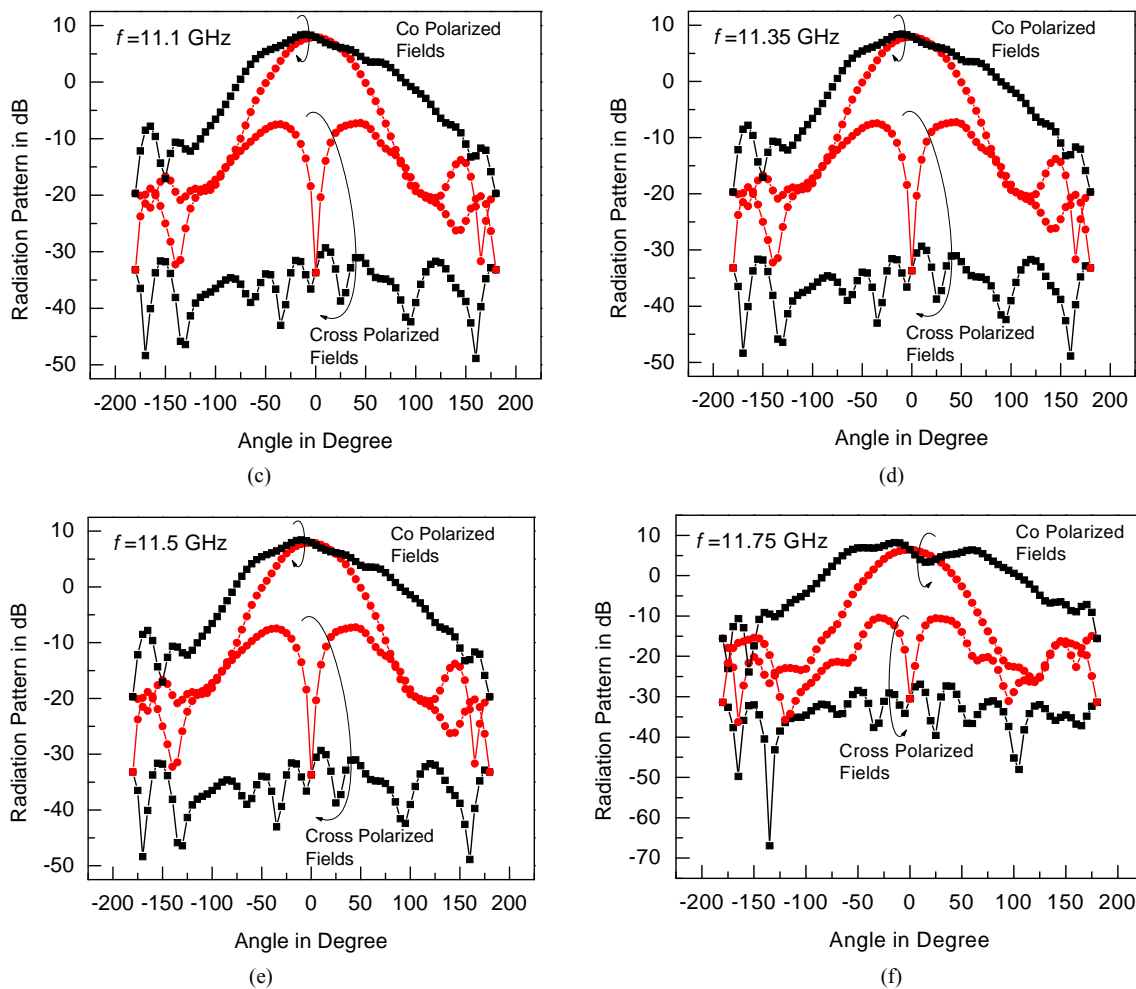 f=11.1 GHz
Co Polarized
Fields
Cross Polarized
Fields
Radiation Pattern in dB
10
0
-10
-20
-30
-40
-50
-200 -150 -100 -50 0 50 100 150 200
Angle in Degree
(c)
f=11.35 GHz
Co Polarized
Fields
Cross Polarized
Fields
Radiation Pattern in dB
10
0
-10
-20
-30
-40
-50
-200 -150 -100 -50 0 50 100 150 200
Angle in Degree
(d)
f=11.5 GHz
Co Polarized
Fields
Cross Polarized
Fields
Radiation Pattern in dB
10
0
-10
-20
-30
-40
-50
-200 -150 -100 -50 0 50 100 150 200
Angle in Degree
(e)
f=11.75 GHz
Co Polarized
Fields
Cross Polarized
Fields
Radiation Pattern in dB
10
0
-10
-20
-30
-40
-50
-60
-70
-200 -150 -100 -50 0 50 100 150 200
Angle in Degree
(f)